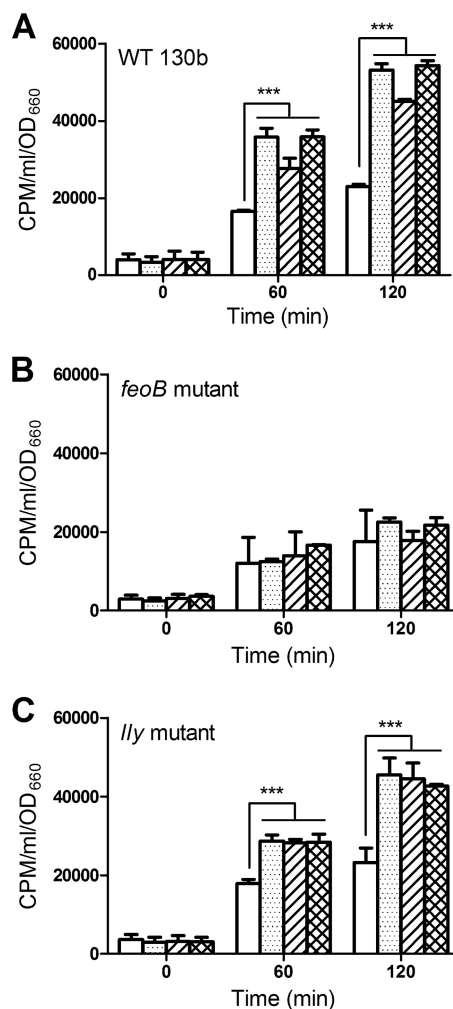 A
WT 130b
CPM/ml/OD660
60000
40000
20000
0
***
***
0
60
120
Time (min)
B
feoB mutant
CPM/ml/OD660
60000
40000
20000
0
0
60
120
Time (min)
C
lly mutant
CPM/ml/OD660
60000
40000
20000
0
***
***
0
60
120
Time (min)